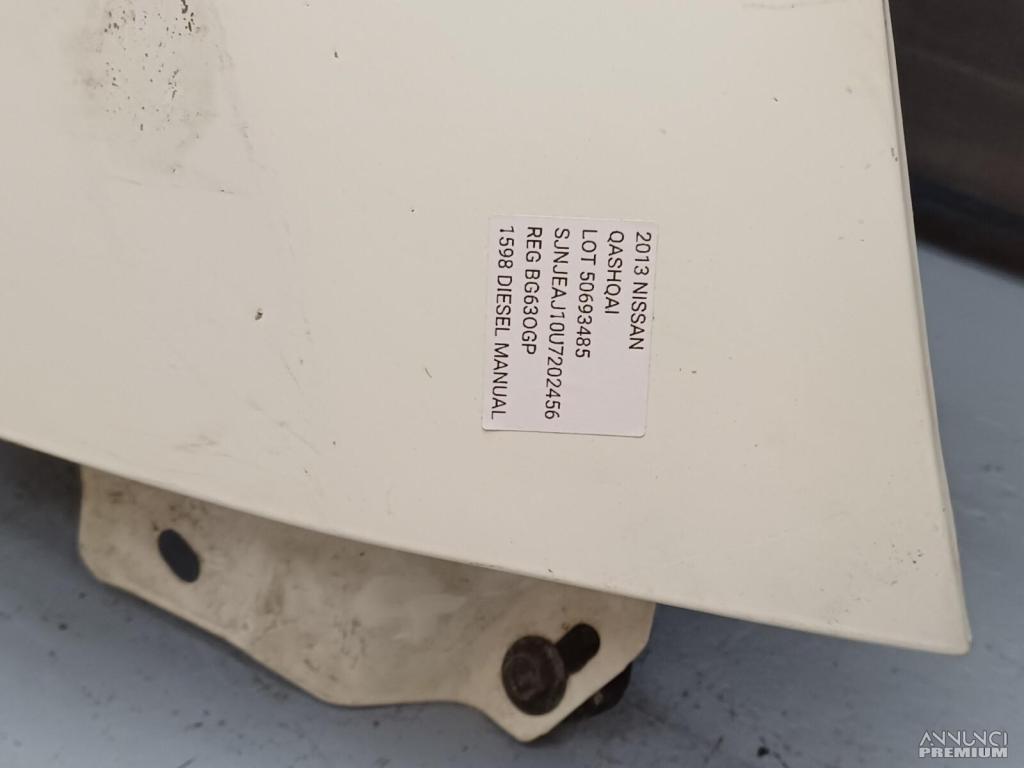 2013 NISSAN
QASHQAI
LOT 50693485
SJNJEAJ10U7202456
REG BG63OGP
1598 DIESEL MANUAL
ANNUNCI
PREMIUM